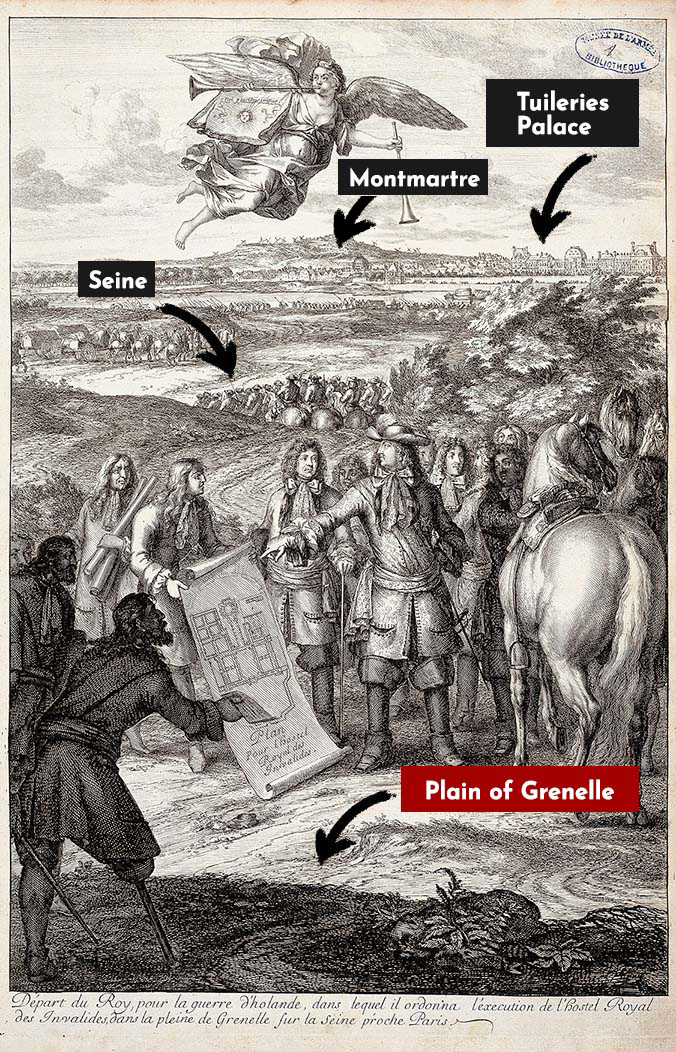 MUSÉE DE L'ARMÉE
BIBLIOTHEQUE
Tuileries
Palace
Montmartre
Seine
Plan
pour l'hostel
Royal des
Invalides.
Plain of Grenelle
Départ du Roy, pour la guerre d'holande, dans lequel il ordonna l'éxecution de l'hostel Royal
des Invalides, dans la pleine de Grenelle sur la Seine proche Paris.